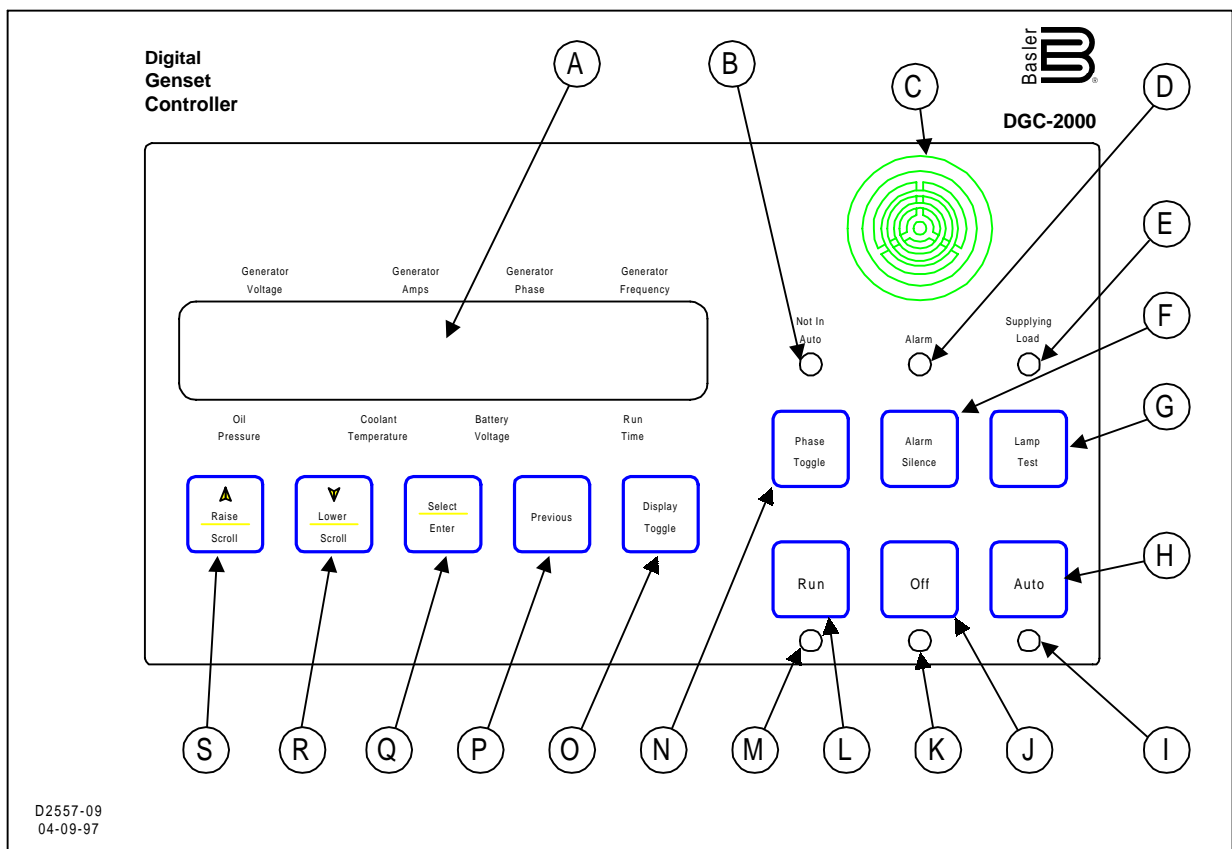 Digital
Genset
Controller
A
B
C
D
Basler
B
®
DGC-2000
E
Generator
Voltage
Generator
Amps
Generator
Phase
Generator
Frequency
Not In
Auto
Alarm
Supplying
Load
F
Oil
Pressure
Coolant
Temperature
Battery
Voltage
Run
Time
Phase
Toggle
Alarm
Silence
Lamp
Test
G
Raise
Scroll
Lower
Scroll
Select
Enter
Previous
Display
Toggle
Run
Off
Auto
H
S
R
Q
P
O
N
M
L
K
J
I
D2557-09
04-09-97